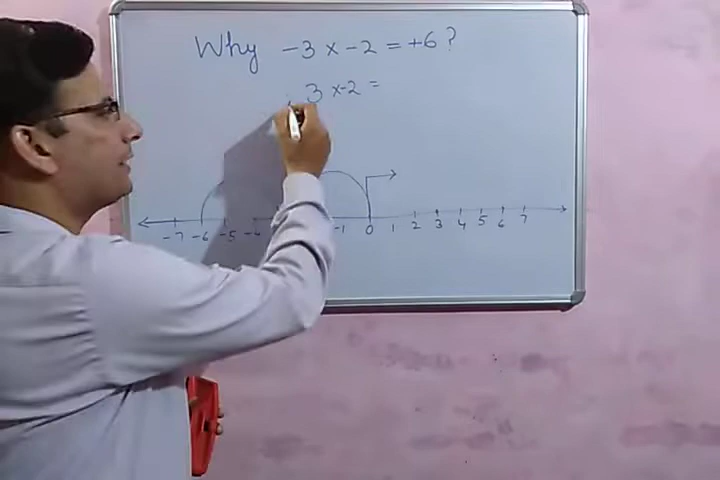 Why -3 x -2 = +6 ?
3 x -2 =
-7 -6 -5 -4 -1 0 1 2 3 4 5 6 7